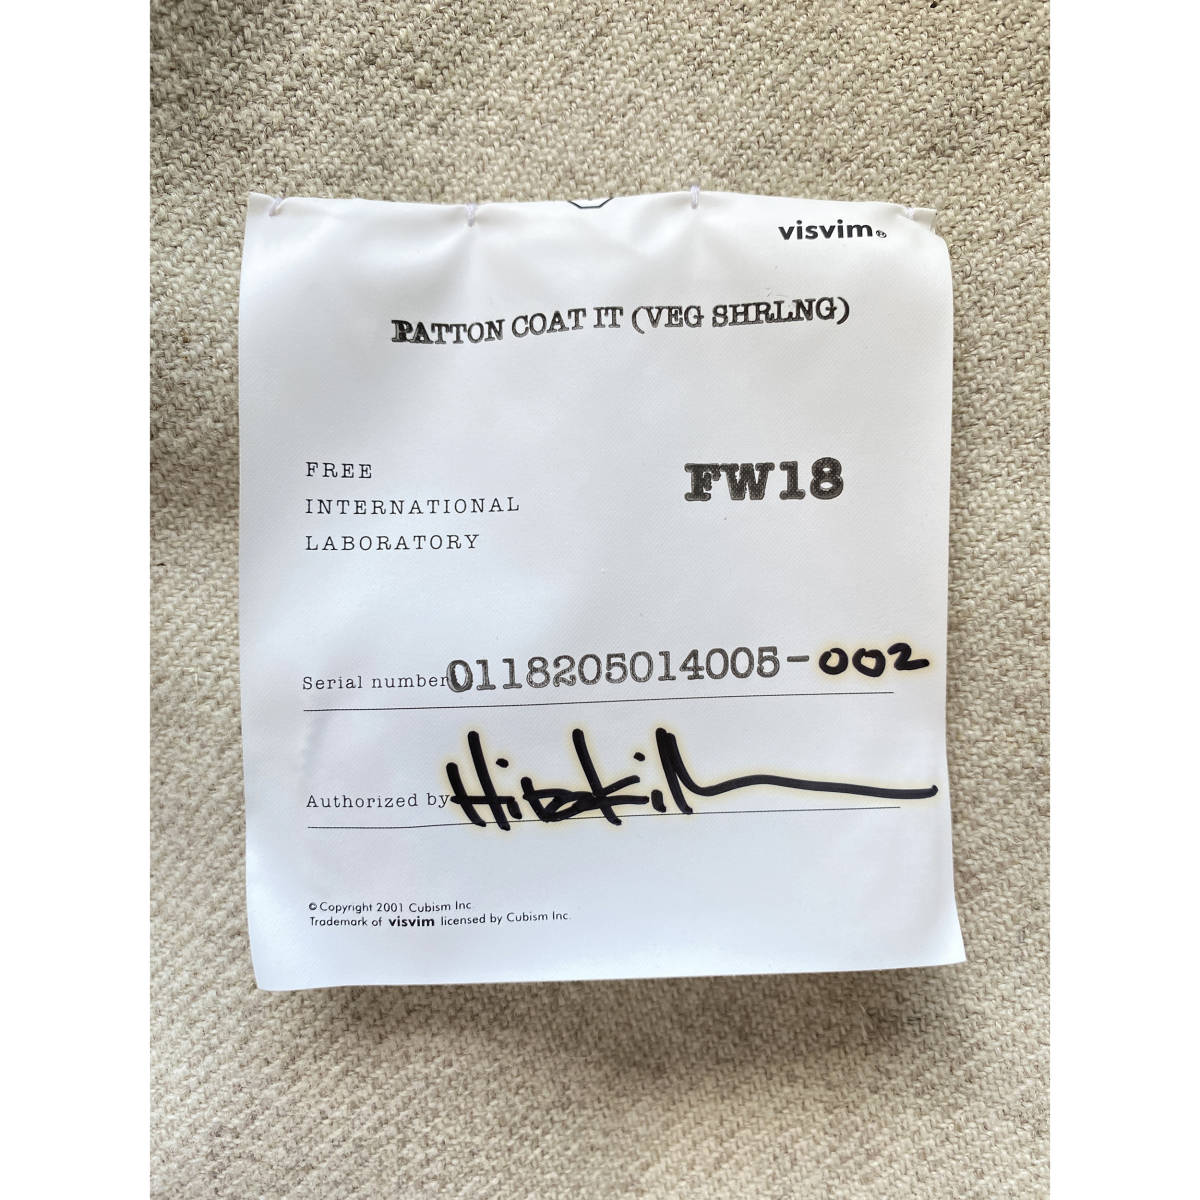 visvim®
PATTON COAT IT (VEG SHRLNG)
FREE
INTERNATIONAL
LABORATORY
FW18
Serial number 0118205014005-002
Authorized by
© Copyright 2001 Cubism Inc
Trademark of visvim licensed by Cubism Inc.